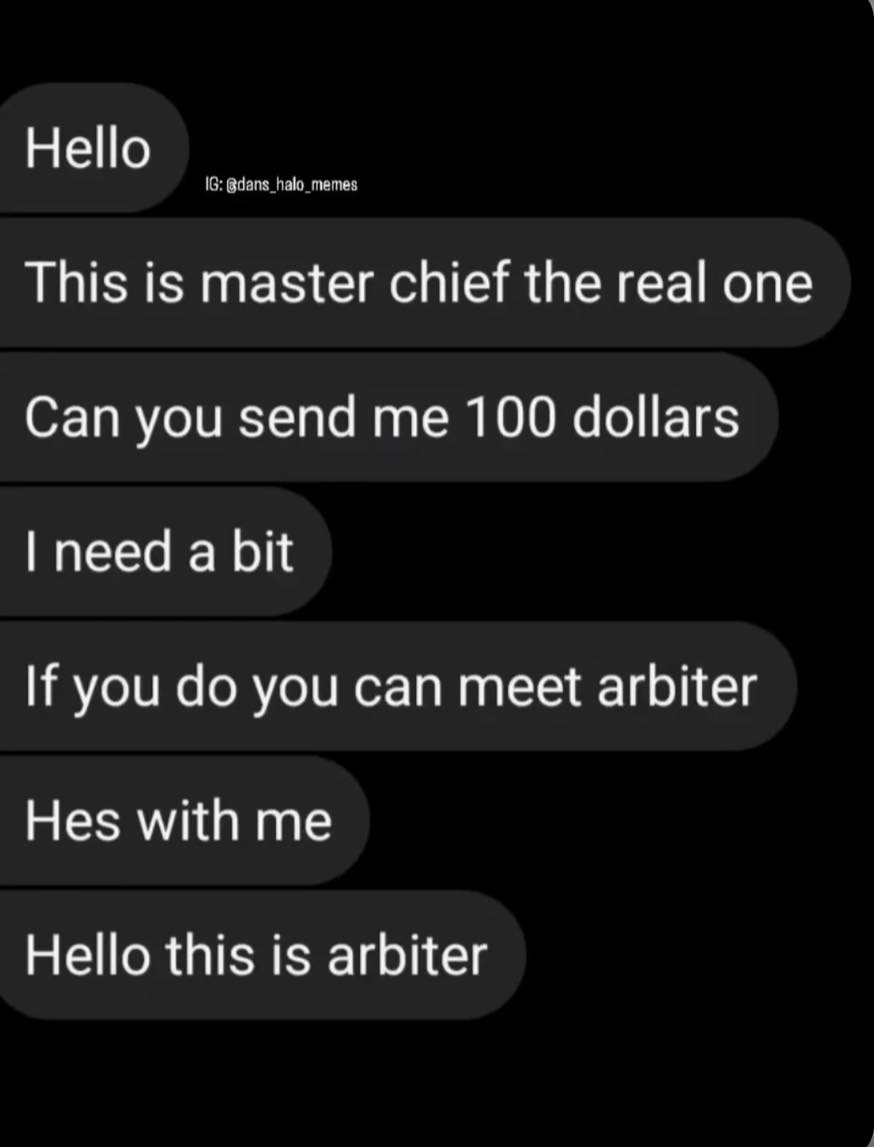 Hello
IG: @dans_halo_memes
This is master chief the real one
Can you send me 100 dollars
I need a bit
If you do you can meet arbiter
Hes with me
Hello this is arbiter